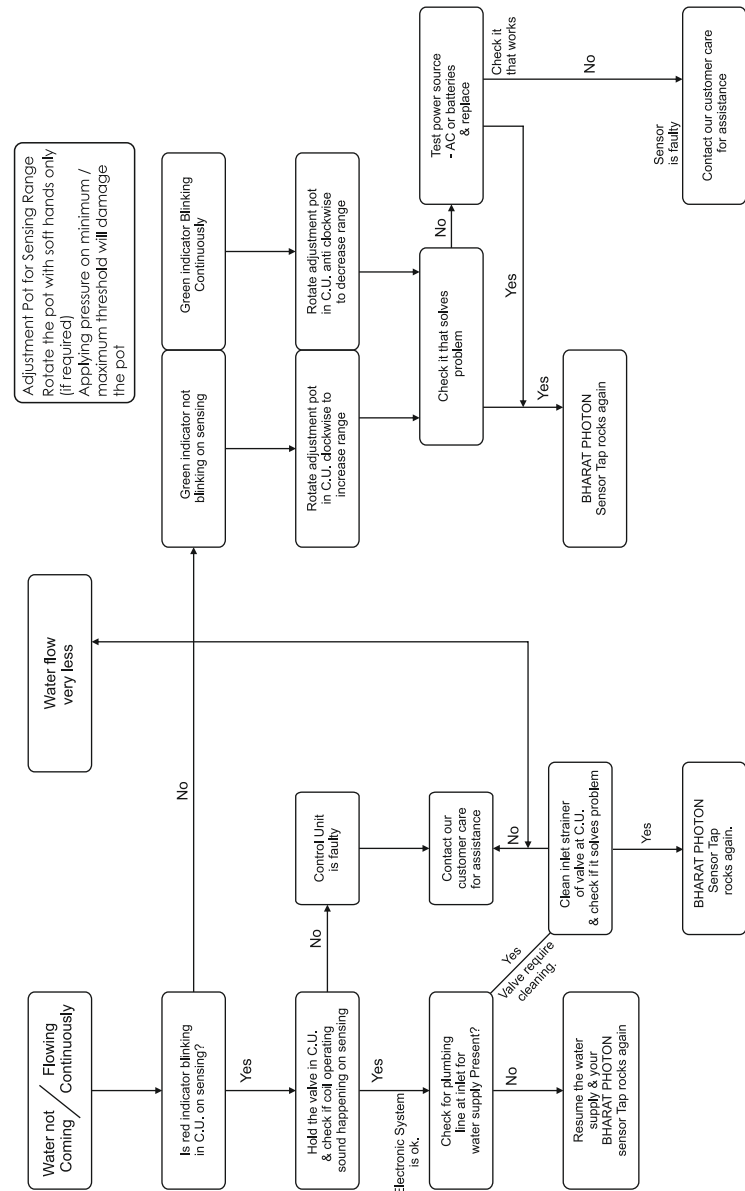 Water not
Coming / Flowing
Continuously
Is red indicator blinking
in C.U. on sensing?
Yes
No
Hold the valve in C.U.
& check if coil operating
sound happening on sensing
No
Control Unit
is faulty
Contact our
customer care
for assistance
Yes
Electronic System
is ok.
Check for plumbing
line at inlet for
water supply Present?
No
Resume the water
supply & your
BHARAT PHOTON
sensor Tap rocks again
Yes
Valve require
cleaning.
Clean inlet strainer
of valve at C.U.
& check if it solves problem
No
Yes
BHARAT PHOTON
Sensor Tap
rocks again.
Water flow
very less
Adjustment Pot for Sensing Range
Rotate the pot with soft hands only
(if required)
Applying pressure on minimum /
maximum threshold will damage
the pot
Green indicator not
blinking on sensing
Green indicator Blinking
Continuously
Rotate adjustment pot
in C.U. clockwise to
increase range
Rotate adjustment pot
in C.U. anti clockwise
to decrease range
Check it that solves
problem
No
Yes
Yes
BHARAT PHOTON
Sensor Tap rocks again
Test power source
- AC or batteries
& replace
Check it
that works
No
Sensor
is faulty
Contact our customer care
for assistance